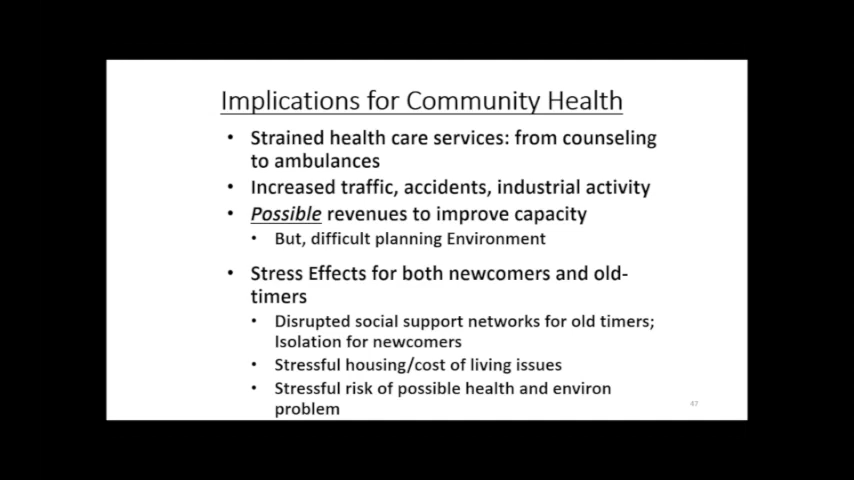 Implications for Community Health
• Strained health care services: from counseling
to ambulances
• Increased traffic, accidents, industrial activity
• Possible revenues to improve capacity
• But, difficult planning Environment
• Stress Effects for both newcomers and old-
timers
• Disrupted social support networks for old timers;
Isolation for newcomers
• Stressful housing/cost of living issues
• Stressful risk of possible health and environ
problem
47